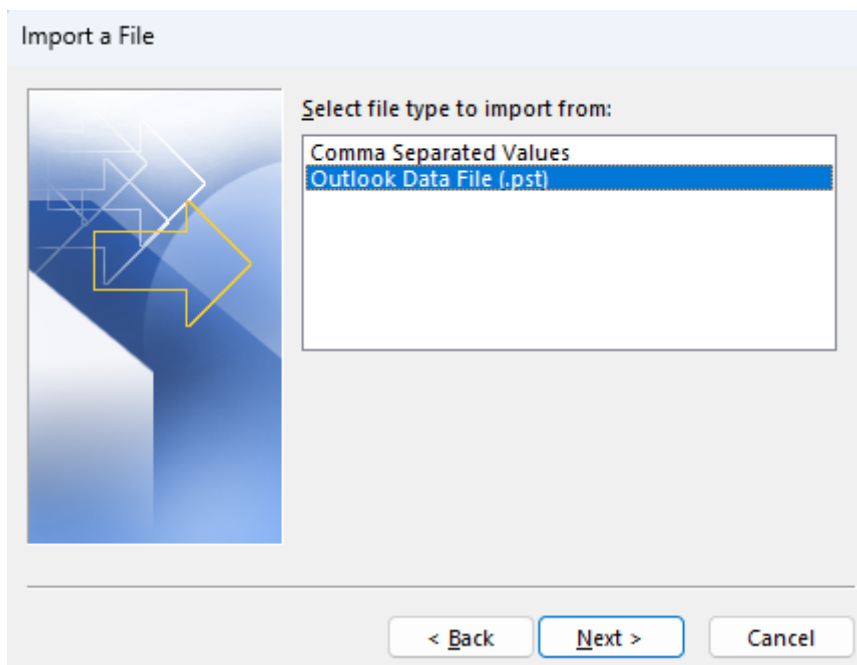 Import a File
Select file type to import from:
Comma Separated Values
Outlook Data File (.pst)
< Back
Next >
Cancel